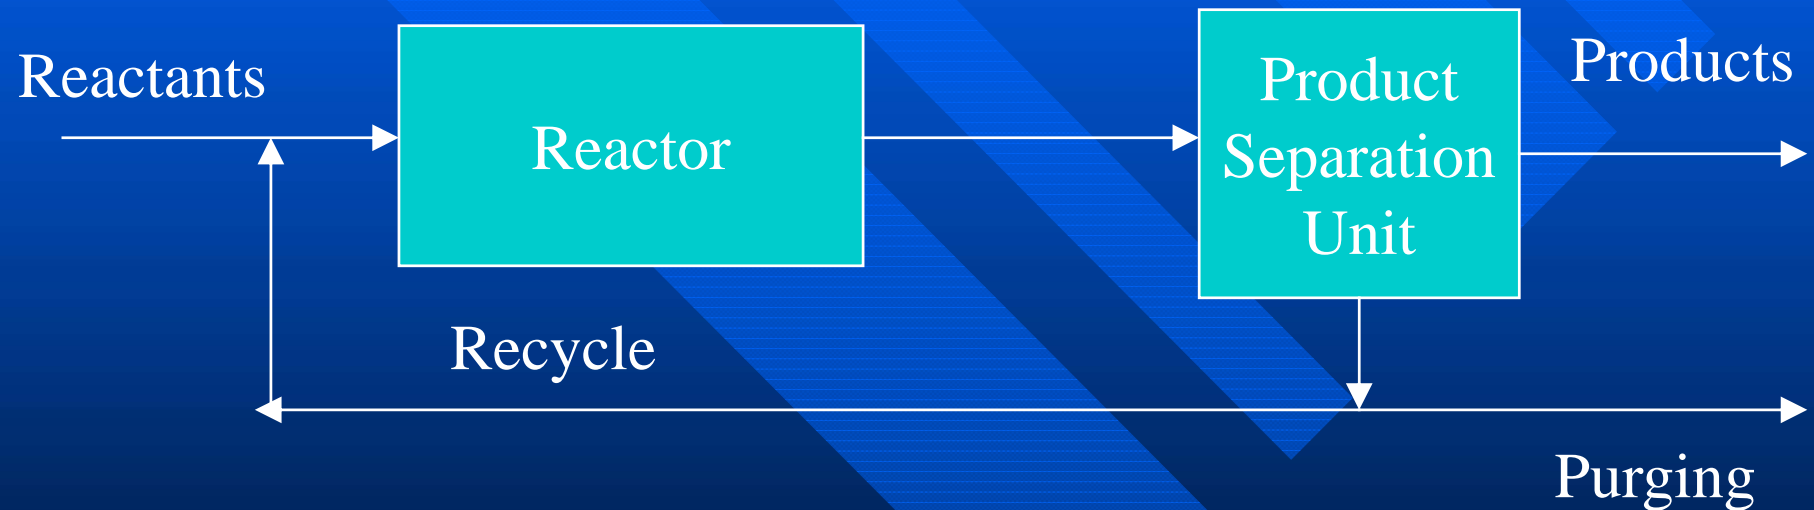 Reactants
Reactor
Product
Separation
Unit
Products
Recycle
Purging